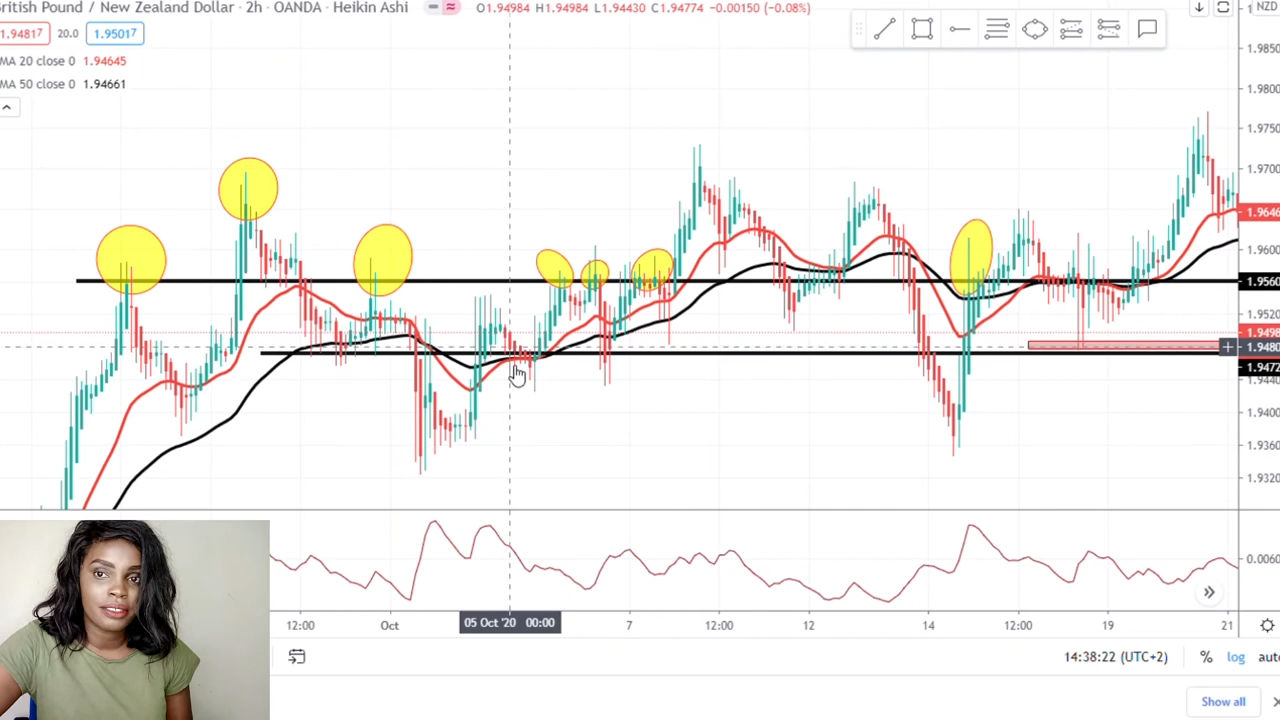 British Pound / New Zealand Dollar - 2h - OANDA - Heikin Ashi O1.94984 H1.94984 L1.94430 C1.94774 −0.00150 (−0.08%) NZD
1.94817 20.0 1.95017
MA 20 close 0 1.94645
MA 50 close 0 1.94661
1.9850
1.9800
1.9750
1.9700
1.9646
1.9600
1.9560
1.9520
1.9498
1.9480
1.9472
1.9440
1.9400
1.9360
1.9320
0.0060
12:00 Oct 05 Oct '20 00:00 7 12:00 12 14 12:00 19 21
14:38:22 (UTC+2) % log auto
Show all